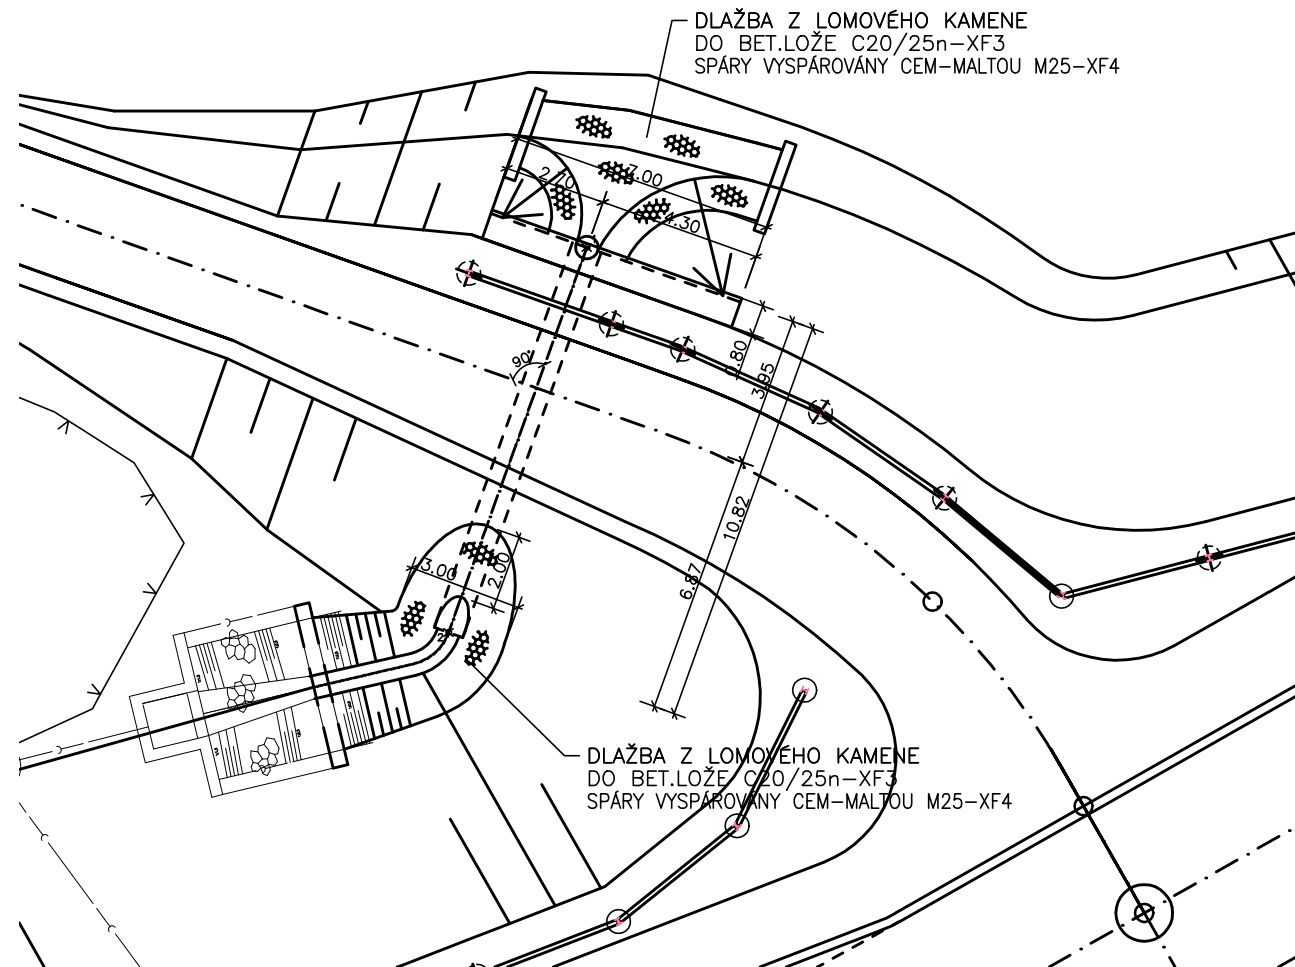 DLAŽBA Z LOMOVÉHO KAMENE
DO BET.LOŽE C20/25n-XF3
SPÁRY VYSPÁROVÁNY CEM-MALTOU M25-XF4
2.70
7.00
4.30
90°
0.80
3.95
10.82
6.87
3.00
2.00
DLAŽBA Z LOMOVÉHO KAMENE
DO BET.LOŽE C20/25n-XF3
SPÁRY VYSPÁROVÁNY CEM-MALTOU M25-XF4